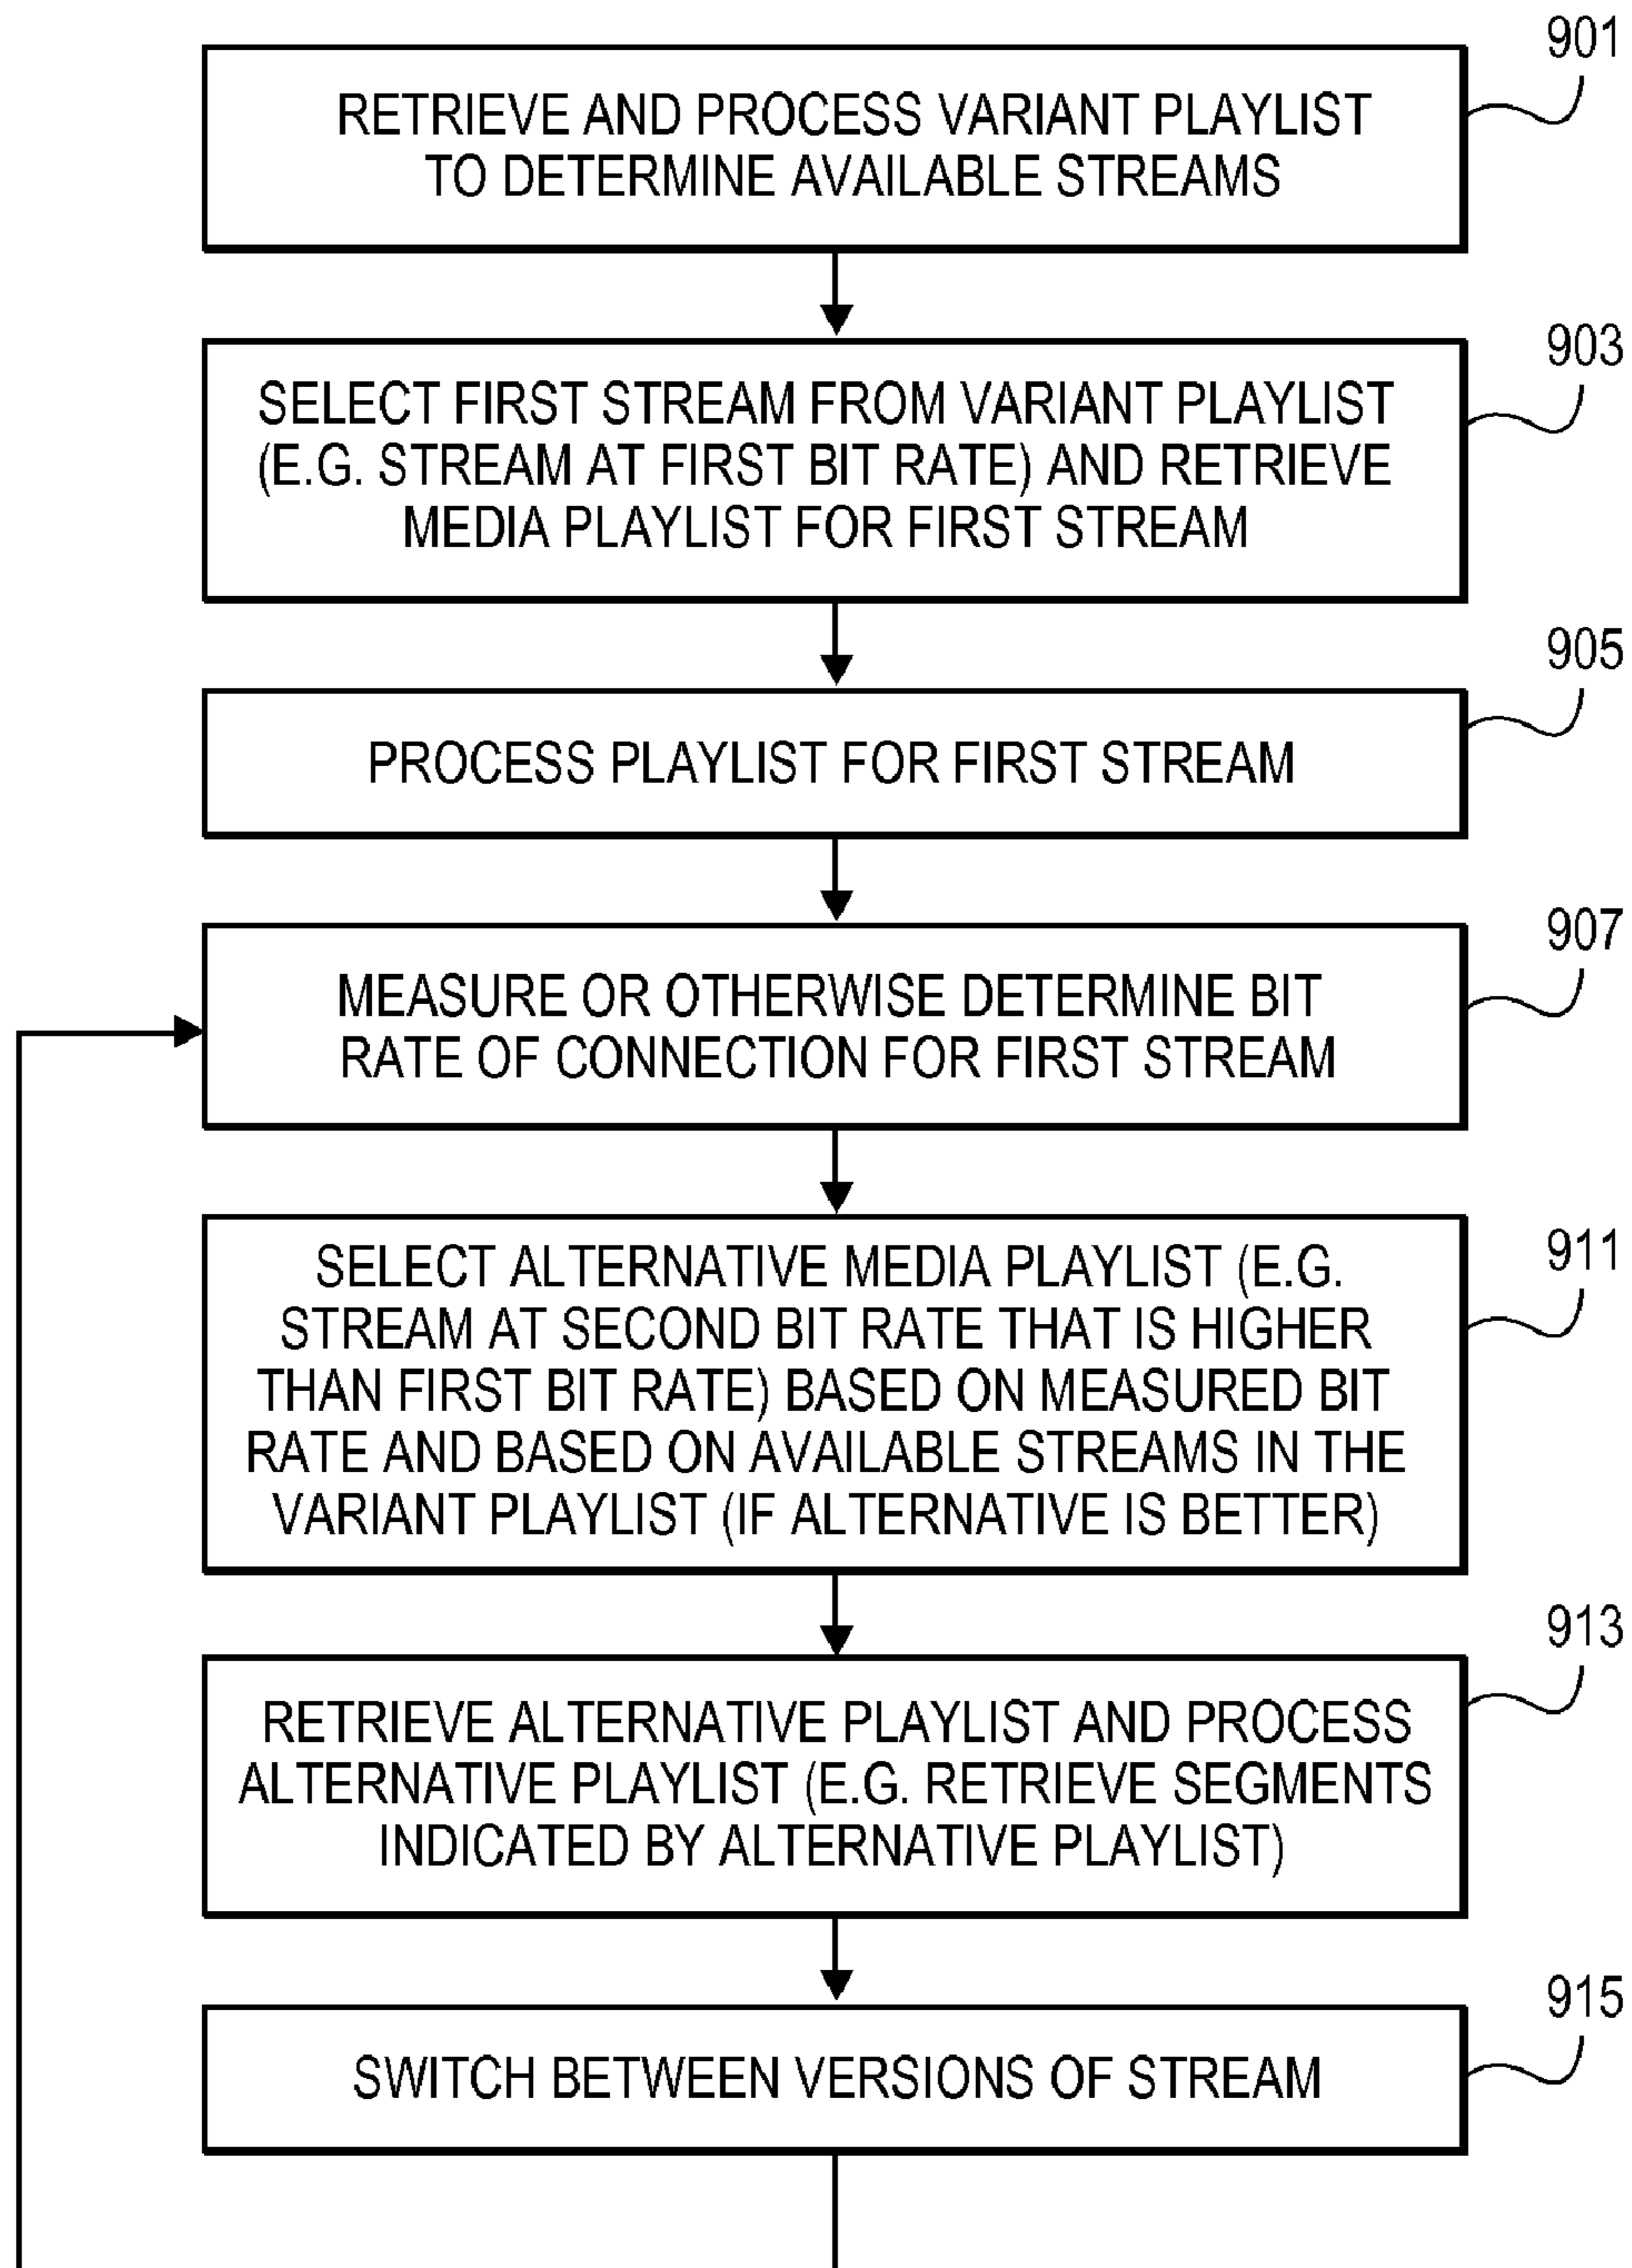 901
RETRIEVE AND PROCESS VARIANT PLAYLIST
TO DETERMINE AVAILABLE STREAMS
903
SELECT FIRST STREAM FROM VARIANT PLAYLIST
(E.G. STREAM AT FIRST BIT RATE) AND RETRIEVE
MEDIA PLAYLIST FOR FIRST STREAM
905
PROCESS PLAYLIST FOR FIRST STREAM
907
MEASURE OR OTHERWISE DETERMINE BIT
RATE OF CONNECTION FOR FIRST STREAM
911
SELECT ALTERNATIVE MEDIA PLAYLIST (E.G.
STREAM AT SECOND BIT RATE THAT IS HIGHER
THAN FIRST BIT RATE) BASED ON MEASURED BIT
RATE AND BASED ON AVAILABLE STREAMS IN THE
VARIANT PLAYLIST (IF ALTERNATIVE IS BETTER)
913
RETRIEVE ALTERNATIVE PLAYLIST AND PROCESS
ALTERNATIVE PLAYLIST (E.G. RETRIEVE SEGMENTS
INDICATED BY ALTERNATIVE PLAYLIST)
915
SWITCH BETWEEN VERSIONS OF STREAM